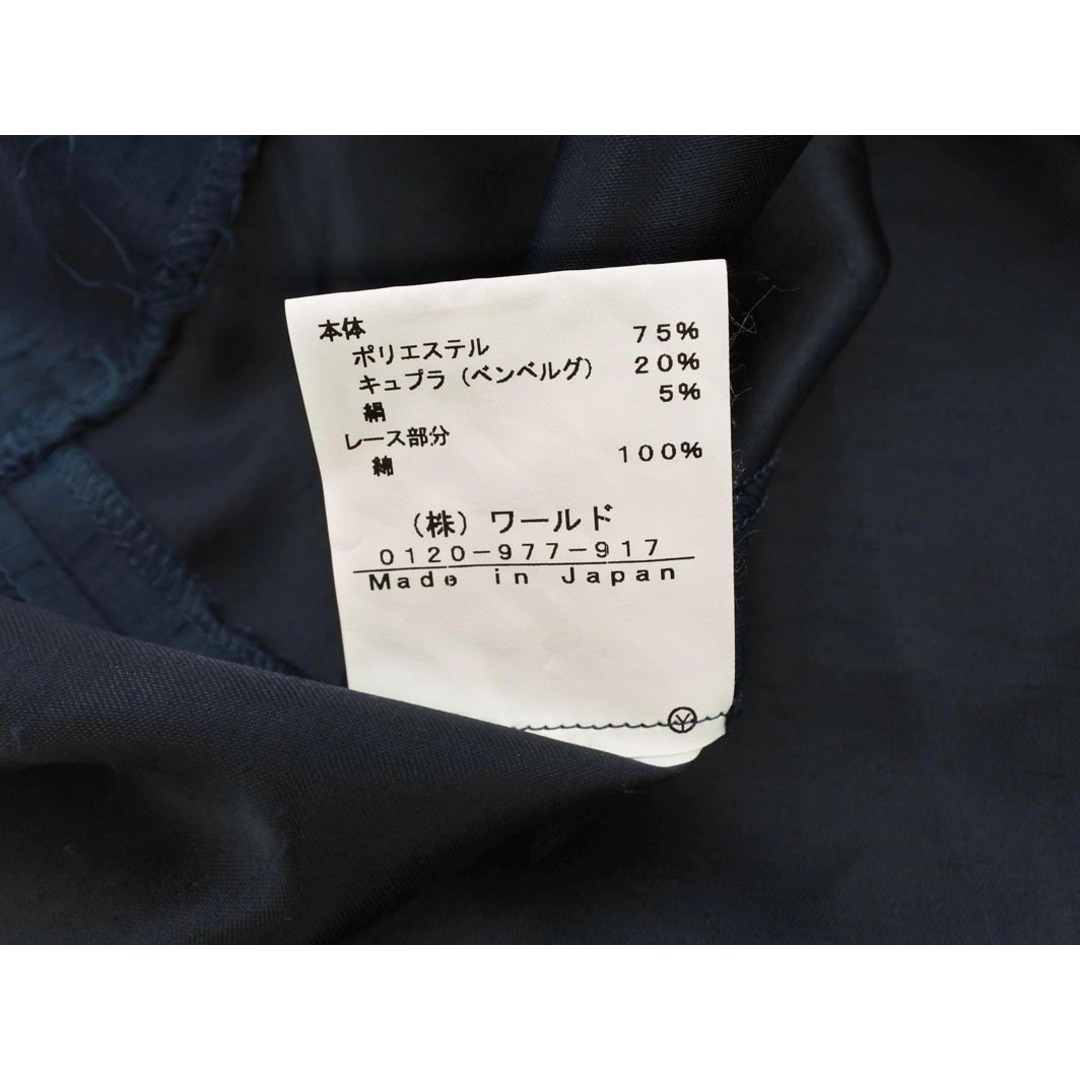 本体
ポリエステル 75%
キュプラ（ベンベルグ） 20%
絹 5%
レース部分
綿 100%
（株）ワールド
0120-977-917
Made in Japan
Y